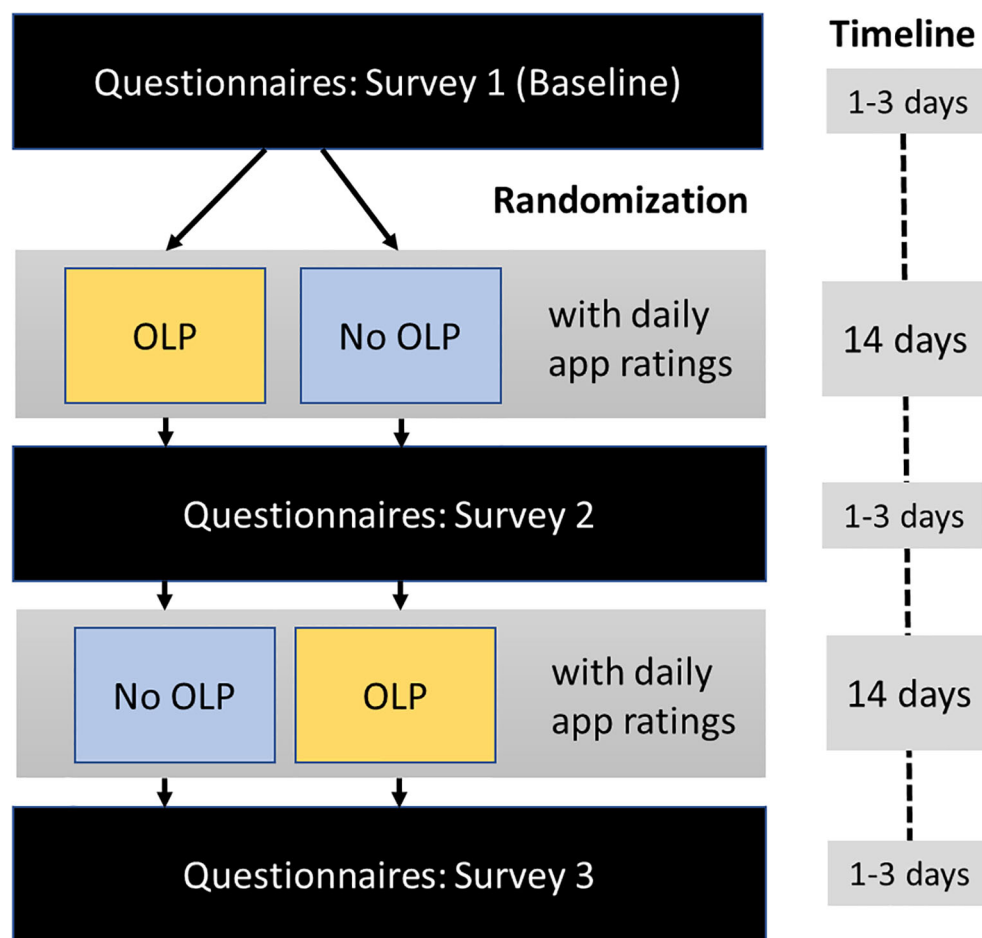 Timeline
Questionnaires: Survey 1 (Baseline)
1-3 days
Randomization
OLP
No OLP
with daily
app ratings
14 days
Questionnaires: Survey 2
1-3 days
No OLP
OLP
with daily
app ratings
14 days
Questionnaires: Survey 3
1-3 days